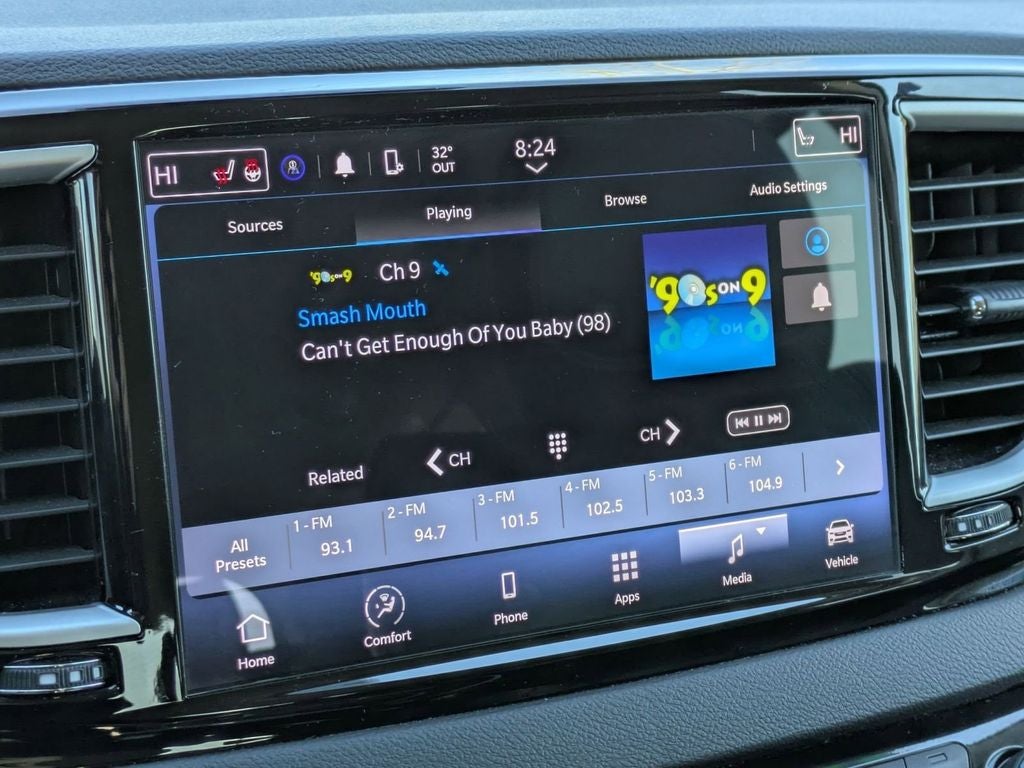 HI
32°
OUT
8:24
HI
Sources
Playing
Browse
Audio Settings
'90s ON 9
Ch 9
'90s ON 9
Smash Mouth
Can't Get Enough Of You Baby (98)
Related
CH
CH
All
Presets
1 - FM
93.1
2 - FM
94.7
3 - FM
101.5
4 - FM
102.5
5 - FM
103.3
6 - FM
104.9
Home
Comfort
Phone
Apps
Media
Vehicle